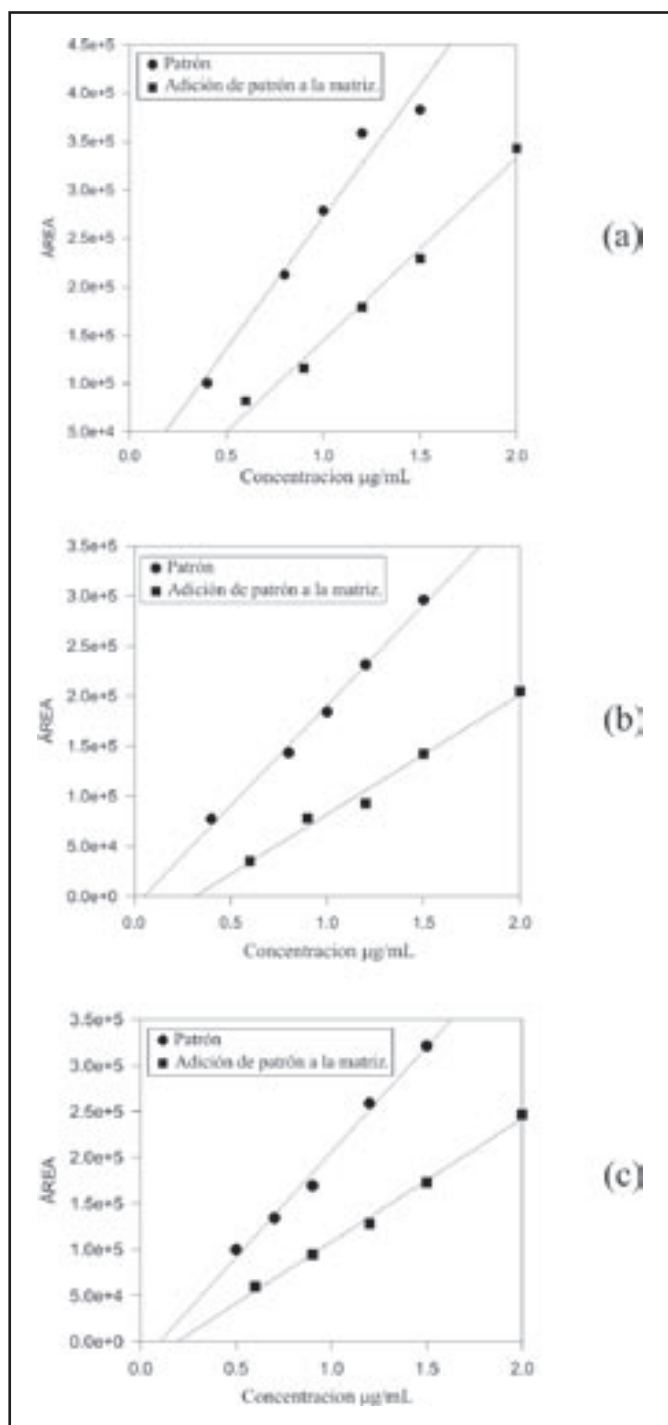 4.5e+5
Patrón
Adición de patrón a la matriz.
4.0e+5
3.5e+5
3.0e+5
2.5e+5
2.0e+5
1.5e+5
1.0e+5
5.0e+4
ÁREA
0.0 0.5 1.0 1.5 2.0
Concentracion µg/mL
(a)
3.5e+5
Patrón
Adición de patrón a la matriz.
3.0e+5
2.5e+5
2.0e+5
1.5e+5
1.0e+5
5.0e+4
0.0e+0
ÁREA
0.0 0.5 1.0 1.5 2.0
Concentracion µg/mL
(b)
3.5e+5
Patrón
Adición de patrón a la matriz.
3.0e+5
2.5e+5
2.0e+5
1.5e+5
1.0e+5
5.0e+4
0.0e+0
ÁREA
0.0 0.5 1.0 1.5 2.0
Concentracion µg/mL
(c)